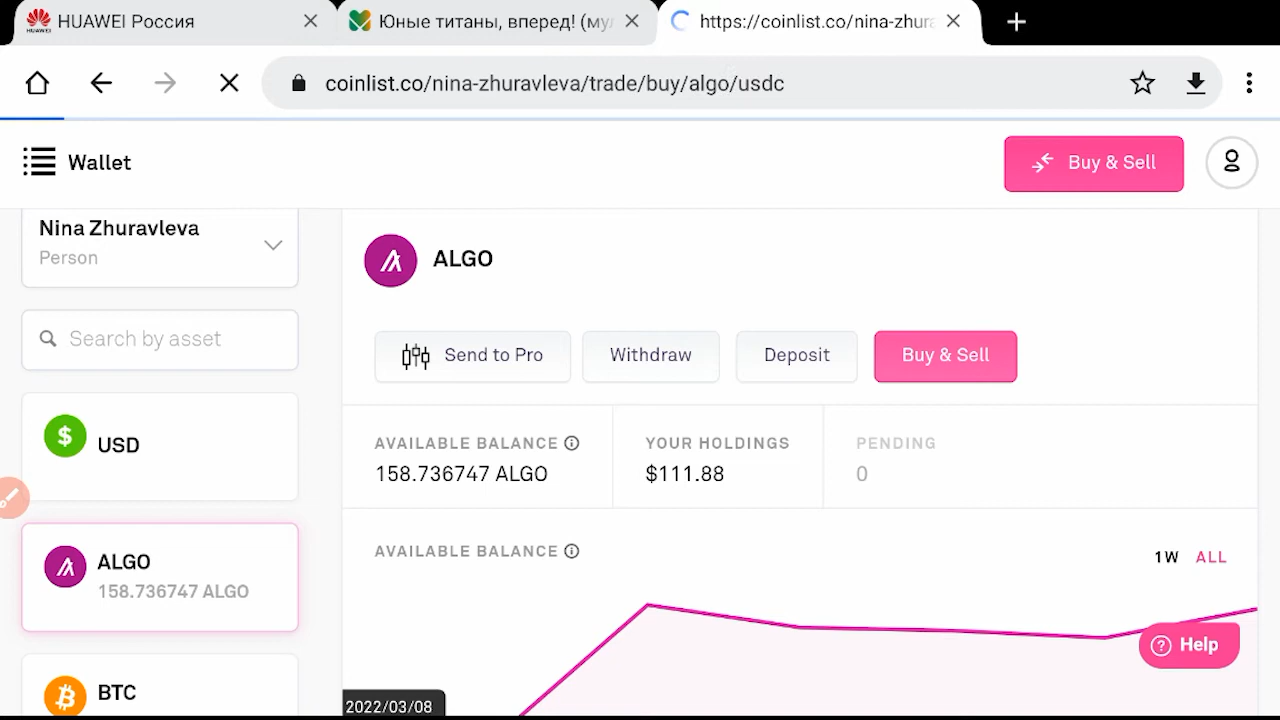 HUAWEI Россия
Юные титаны, вперед! (му
https://coinlist.co/nina-zhura
coinlist.co/nina-zhuravleva/trade/buy/algo/usdc
Wallet
Buy & Sell
Nina Zhuravleva
Person
ALGO
Search by asset
Send to Pro
Withdraw
Deposit
Buy & Sell
USD
AVAILABLE BALANCE
YOUR HOLDINGS
PENDING
158.736747 ALGO
$111.88
0
AVAILABLE BALANCE
1W
ALL
ALGO
158.736747 ALGO
Help
BTC
2022/03/08